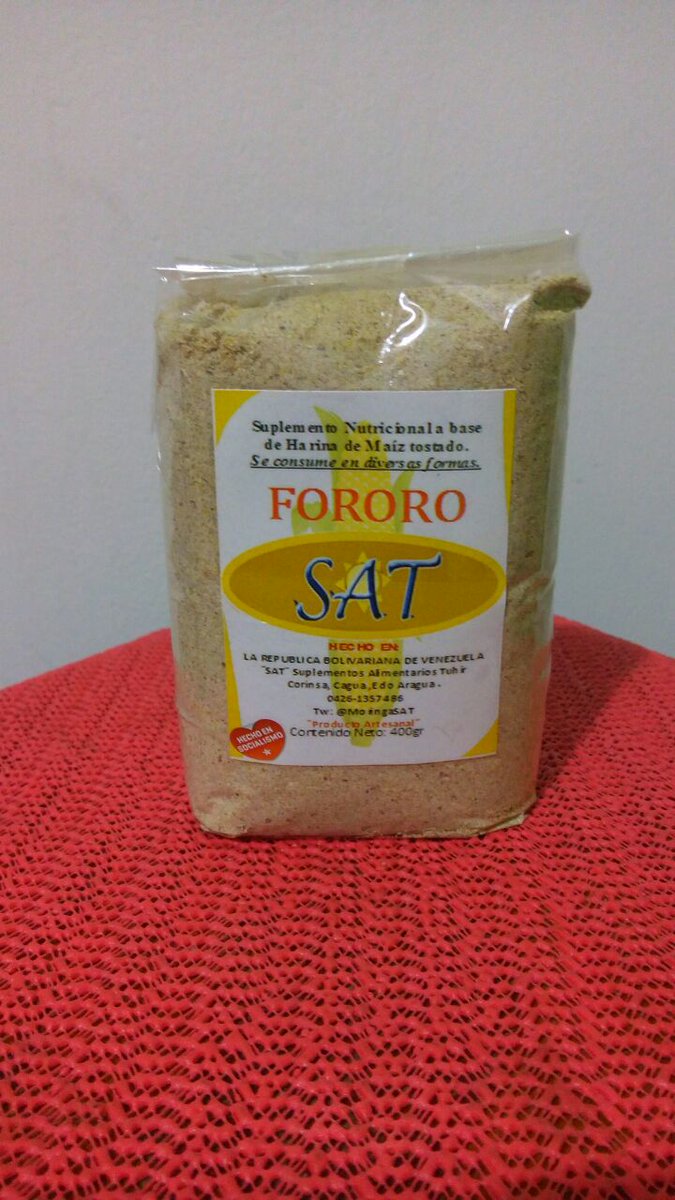 Suplemento Nutricional a base
de Harina de Maíz tostado.
Se consume en diversas formas.
FORORO
S.A.T.
HECHO EN:
LA REPUBLICA BOLIVARIANA DE VENEZUELA
"SAT" Suplementos Alimentarios Tuhir
Corinsa, Cagua, Edo Aragua.
0426-1357486
Tw: @MoringaSAT
"Producto Artesanal"
Contenido Neto: 400gr
HECHO EN
SOCIALISMO